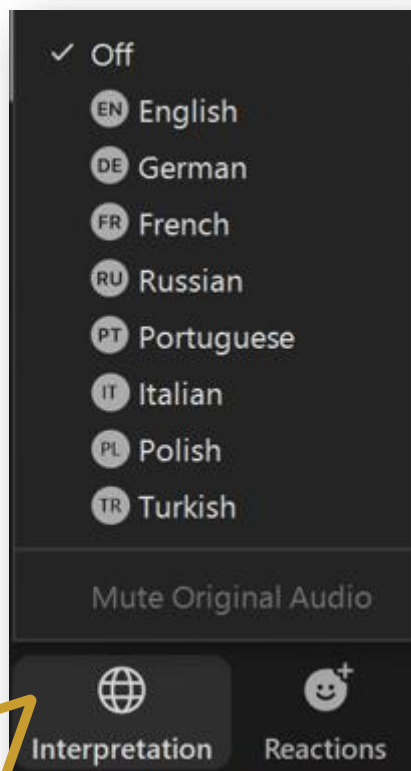 Off
EN English
DE German
FR French
RU Russian
PT Portuguese
IT Italian
PL Polish
TR Turkish
Mute Original Audio
Interpretation Reactions